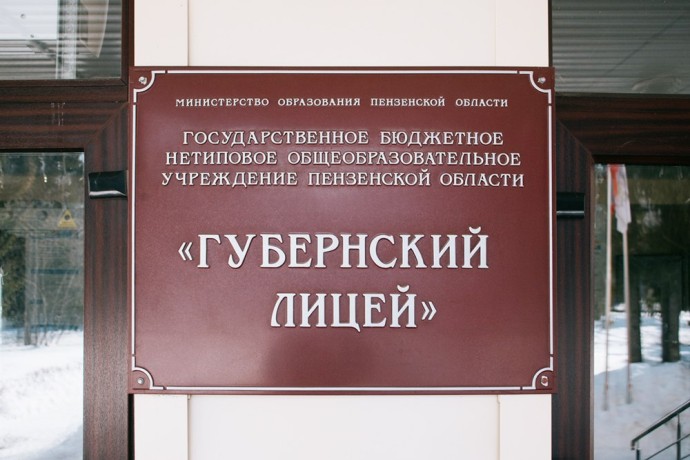 МИНИСТЕРСТВО ОБРАЗОВАНИЯ ПЕНЗЕНСКОЙ ОБЛАСТИ
ГОСУДАРСТВЕННОЕ БЮДЖЕТНОЕ
НЕТИПОВОЕ ОБЩЕОБРАЗОВАТЕЛЬНОЕ
УЧРЕЖДЕНИЕ ПЕНЗЕНСКОЙ ОБЛАСТИ
«ГУБЕРНСКИЙ
ЛИЦЕЙ»